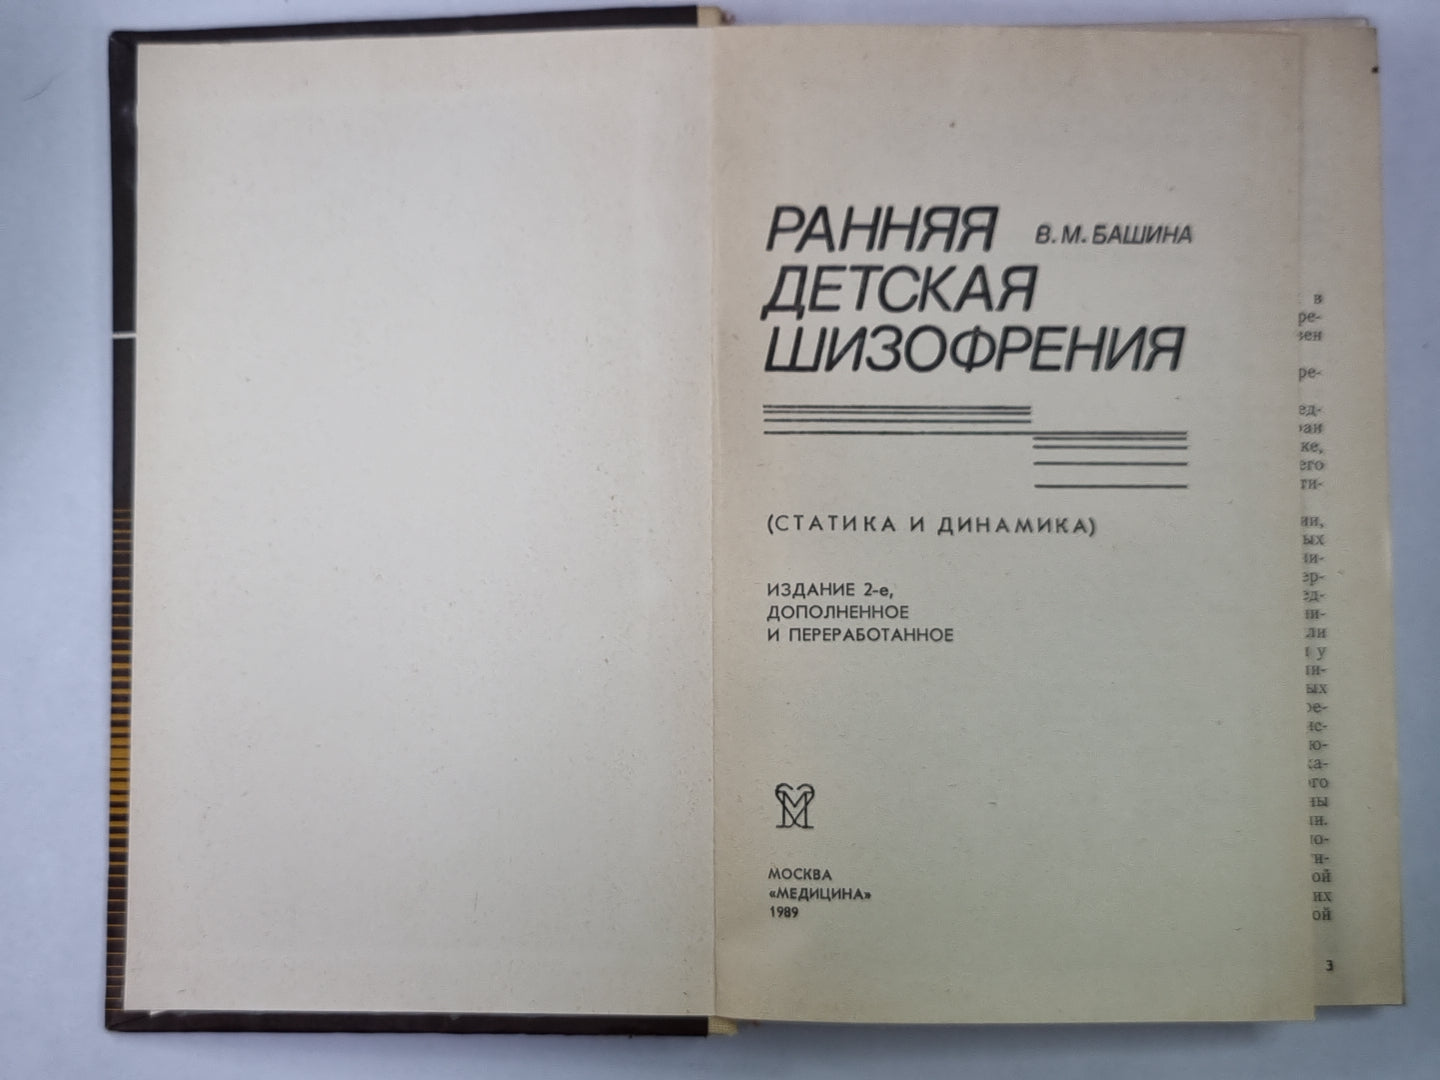 РАННЯЯ
В. М. БАШИНА
ДЕТСКАЯ
ШИЗОФРЕНИЯ
(СТАТИКА И ДИНАМИКА)
ИЗДАНИЕ 2-е,
ДОПОЛНЕННОЕ
И ПЕРЕРАБОТАННОЕ
М
МОСКВА
«МЕДИЦИНА»
1989
3